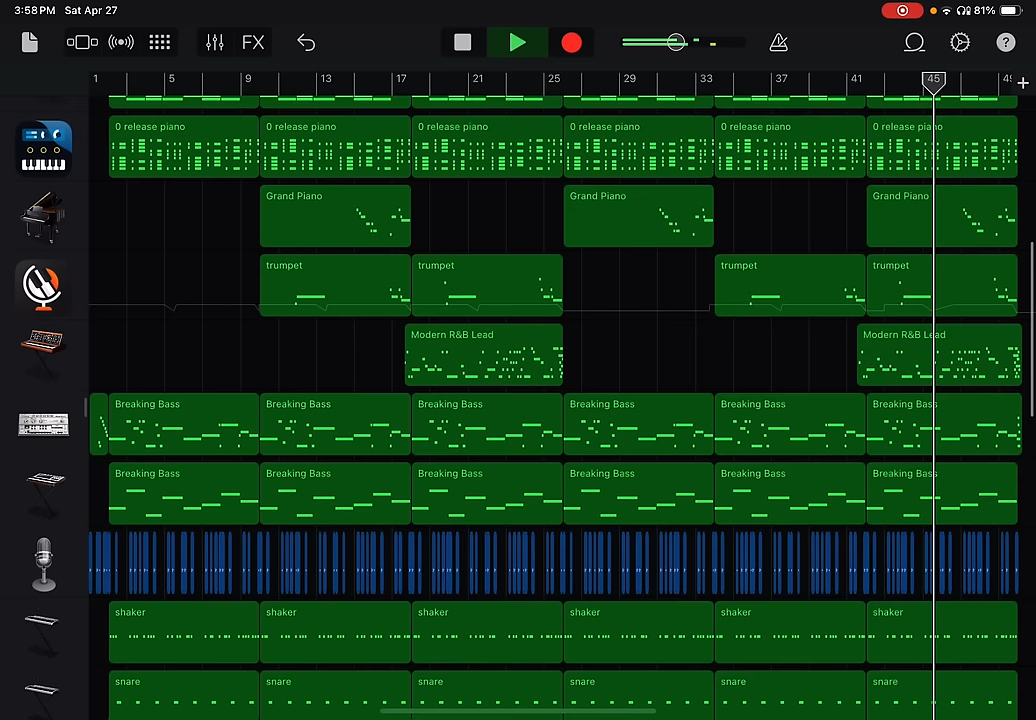 3:58 PM Sat Apr 27 81%
FX ?
1 5 9 13 17 21 25 29 33 37 41 45 49 +
0 release piano 0 release piano 0 release piano 0 release piano 0 release piano 0 release piano
Grand Piano Grand Piano Grand Piano
trumpet trumpet trumpet trumpet
Modern R&B Lead Modern R&B Lead
Breaking Bass Breaking Bass Breaking Bass Breaking Bass Breaking Bass Breaking Bass
Breaking Bass Breaking Bass Breaking Bass Breaking Bass Breaking Bass Breaking Bass
shaker shaker shaker shaker shaker shaker
snare snare snare snare snare snare